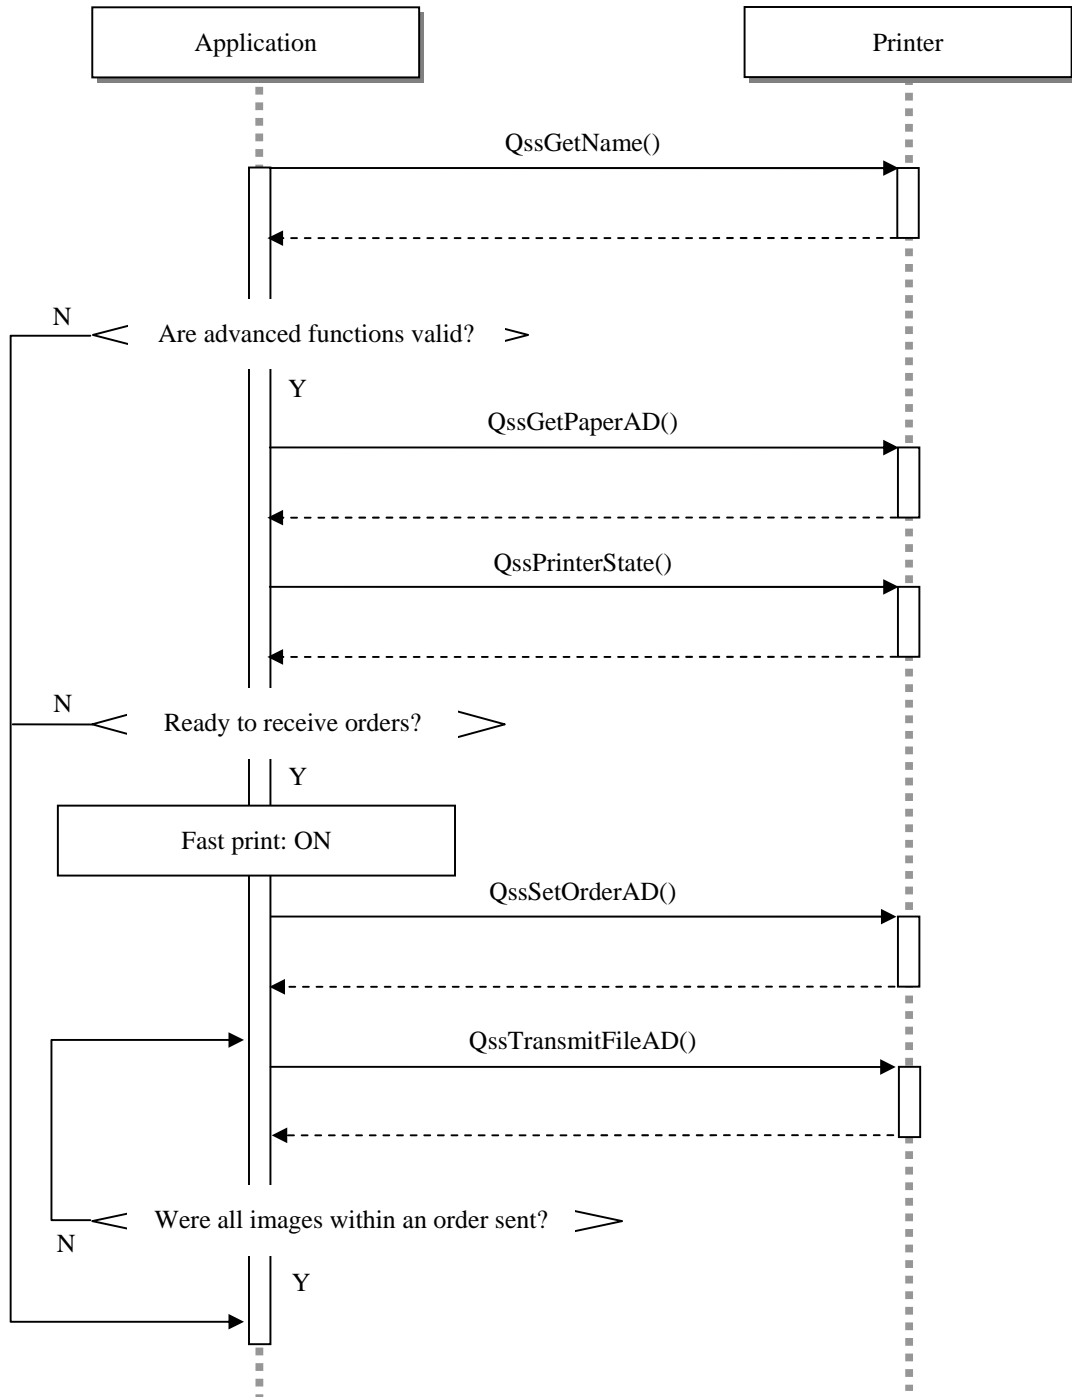 Application
Printer
QssGetName()
N
Are advanced functions valid?
Y
QssGetPaperAD()
QssPrinterState()
N
Ready to receive orders?
Y
Fast print: ON
QssSetOrderAD()
QssTransmitFileAD()
Were all images within an order sent?
N
Y